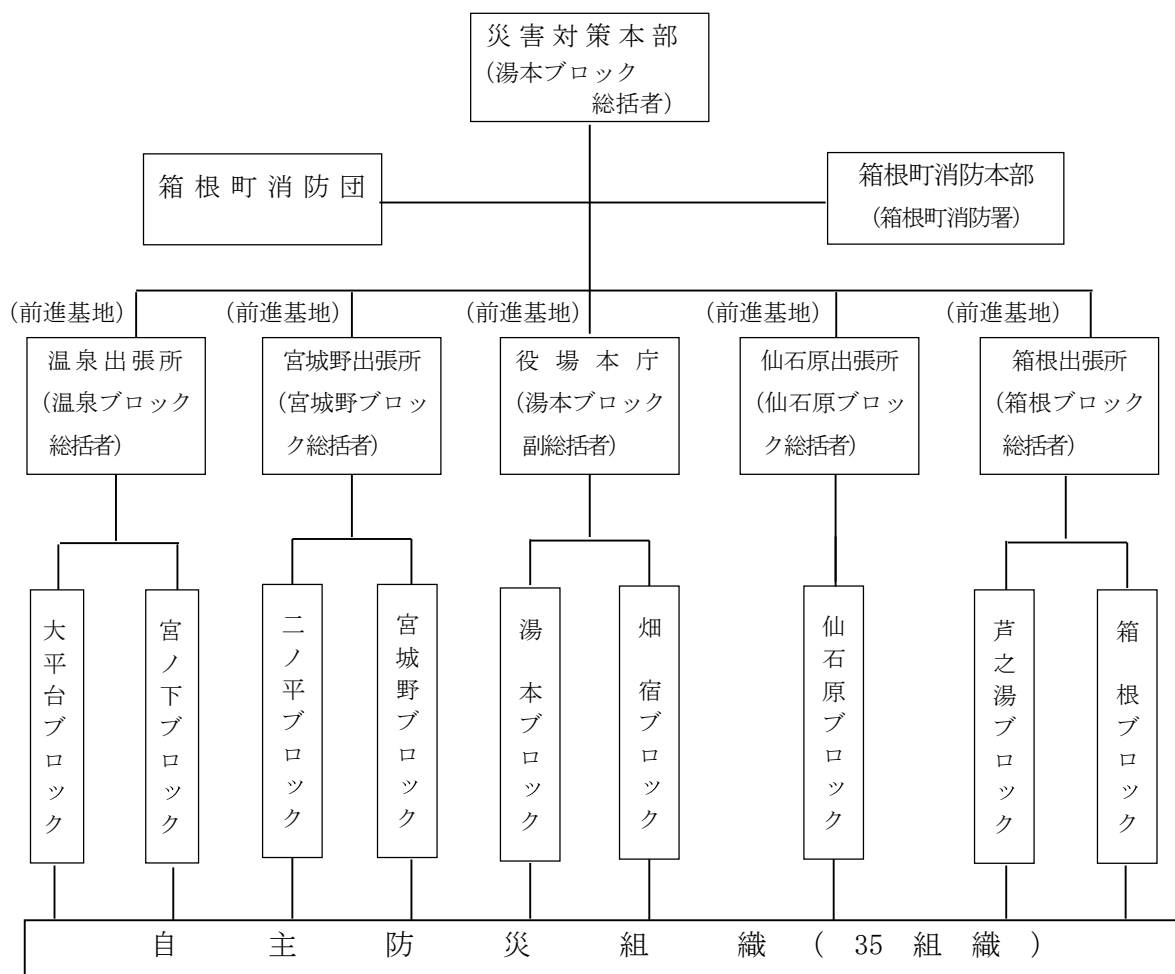 災害対策本部
(湯本ブロック
総括者)
箱根町消防団
箱根町消防本部
(箱根町消防署)
(前進基地)
(前進基地)
(前進基地)
(前進基地)
(前進基地)
温泉出張所
(温泉ブロック
総括者)
宮城野出張所
(宮城野ブロッ
ク総括者)
役場本庁
(湯本ブロック
副総括者)
仙石原出張所
(仙石原ブロッ
ク総括者)
箱根出張所
(箱根ブロック
総括者)
大平台ブロック
宮ノ下ブロック
二ノ平ブロック
宮城野ブロック
湯本ブロック
畑宿ブロック
仙石原ブロック
芦之湯ブロック
箱根ブロック
自主防災組織(35組織)